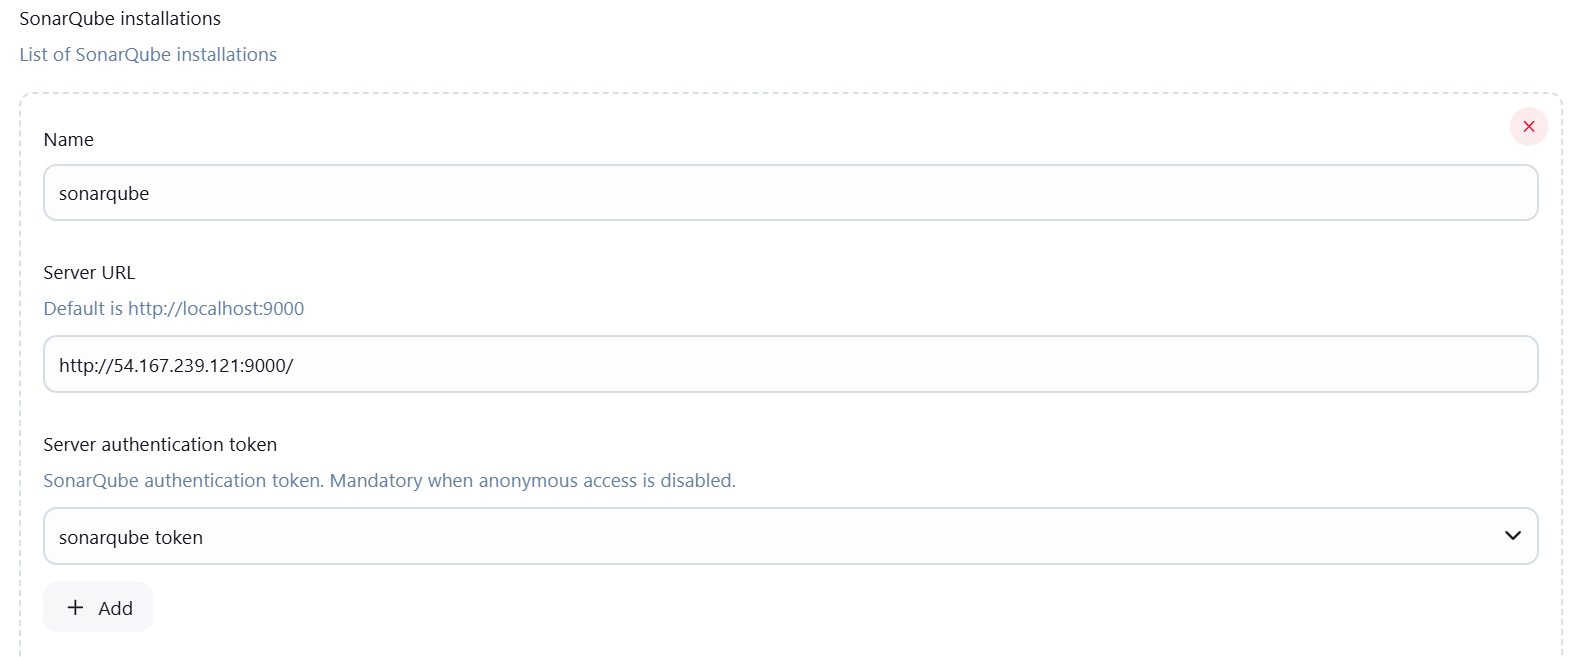 SonarQube installations
List of SonarQube installations
Name
sonarqube
Server URL
Default is http://localhost:9000
http://54.167.239.121:9000/
Server authentication token
SonarQube authentication token. Mandatory when anonymous access is disabled.
sonarqube token
Add